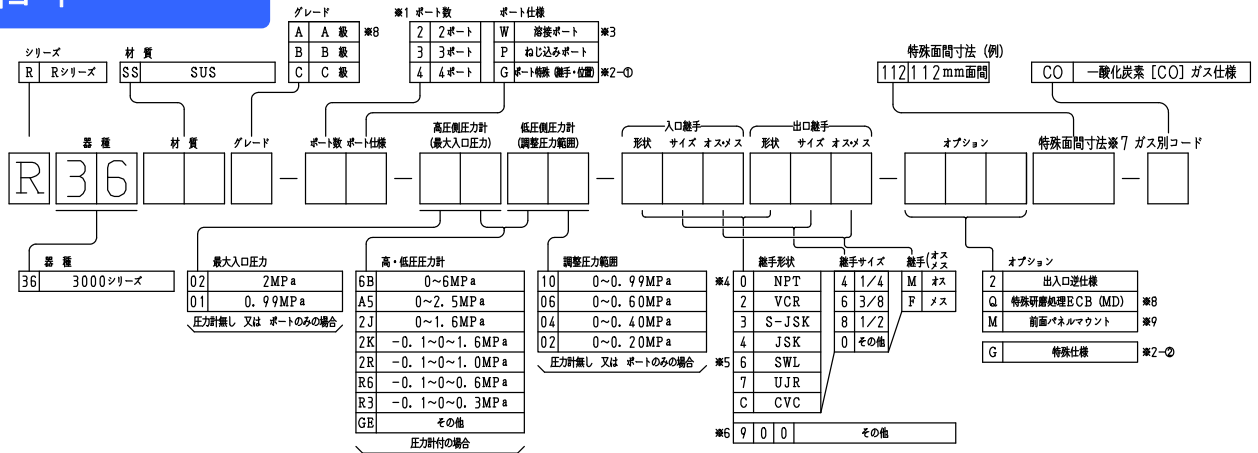 グレード ※1 ポート数 ポート仕様
A A 級 ※8 2 2ポート W 溶接ポート ※3
シリーズ 材 質 B B 級 3 3ポート P ねじ込みポート 特殊面間寸法 (例)
R Rシリーズ SS SUS C C 級 4 4ポート G ポート特殊 (継手・位置) ※2-① 112 112mm面間 CO 一酸化炭素 [CO] ガス仕様
高圧側圧力計 低圧側圧力計 入口継手 出口継手
器 種 材 質 グレード ポート数 ポート仕様 (最大入口圧力) (調整圧力範囲) 形状 サイズ オス・メス 形状 サイズ オス・メス オプション 特殊面間寸法※7 ガス別コード
R 3 6 — — — — —
器 種 最大入口圧力 高・低圧圧力計 調整圧力範囲 継手形状 継手サイズ 継手(オスメス オプション
36 3000シリーズ 02 2MPa 6B 0~6MPa 10 0~0. 99MPa ※4 0 NPT 4 1/4 M オス 2 出入口逆仕様
01 0. 99MPa A5 0~2. 5MPa 06 0~0. 60MPa 2 VCR 6 3/8 F メス Q 特殊研磨処理ECB (MD) ※8
圧力計無し 又は ポートのみの場合 2J 0~1. 6MPa 04 0~0. 40MPa 3 S-JSK 8 1/2 M 前面パネルマウント ※9
2K -0. 1~0~1. 6MPa 02 0~0. 20MPa 4 JSK 0 その他
2R -0. 1~0~1. 0MPa 圧力計無し 又は ポートのみの場合 ※5 6 SWL G 特殊仕様 ※2-②
R6 -0. 1~0~0. 6MPa 7 UJR
R3 -0. 1~0~0. 3MPa C CVC
GE その他
圧力計付の場合 ※6 9 0 0 その他